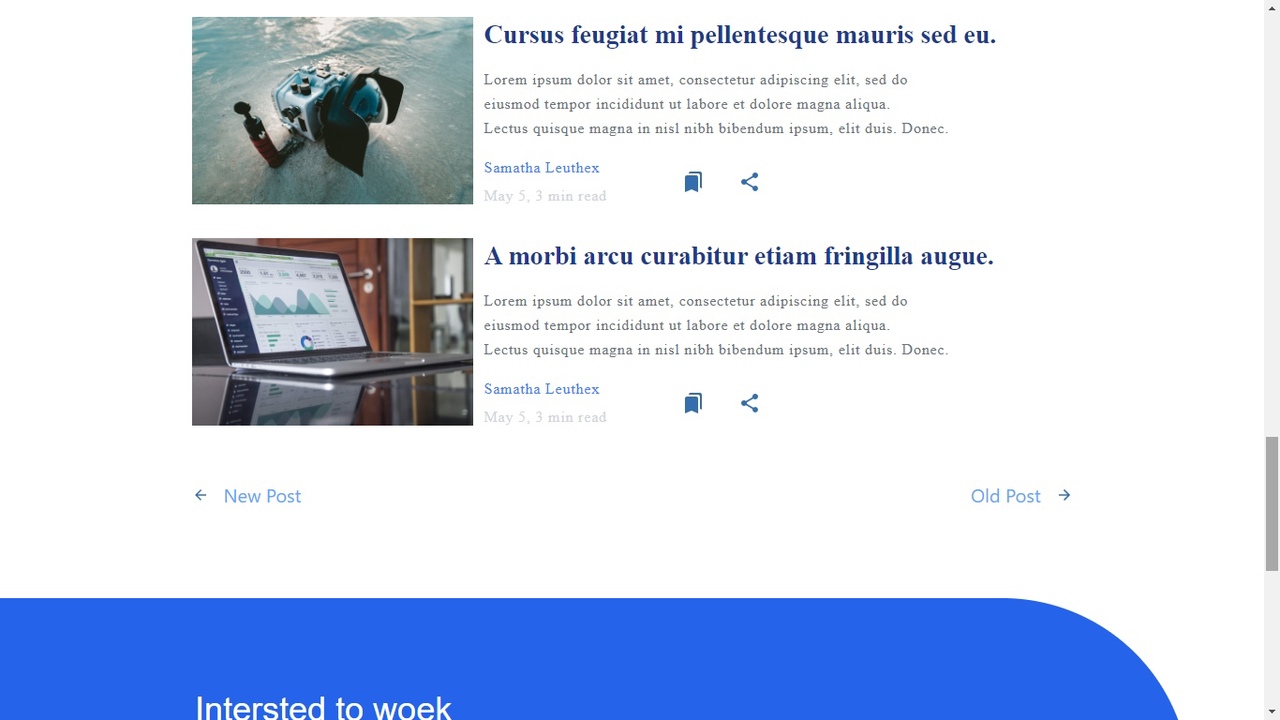 Cursus feugiat mi pellentesque mauris sed eu.
Lorem ipsum dolor sit amet, consectetur adipiscing elit, sed do
eiusmod tempor incididunt ut labore et dolore magna aliqua.
Lectus quisque magna in nisl nibh bibendum ipsum, elit duis. Donec.
Samatha Leuthex
May 5, 3 min read
A morbi arcu curabitur etiam fringilla augue.
Lorem ipsum dolor sit amet, consectetur adipiscing elit, sed do
eiusmod tempor incididunt ut labore et dolore magna aliqua.
Lectus quisque magna in nisl nibh bibendum ipsum, elit duis. Donec.
Samatha Leuthex
May 5, 3 min read
New Post
Old Post
Intersted to woek